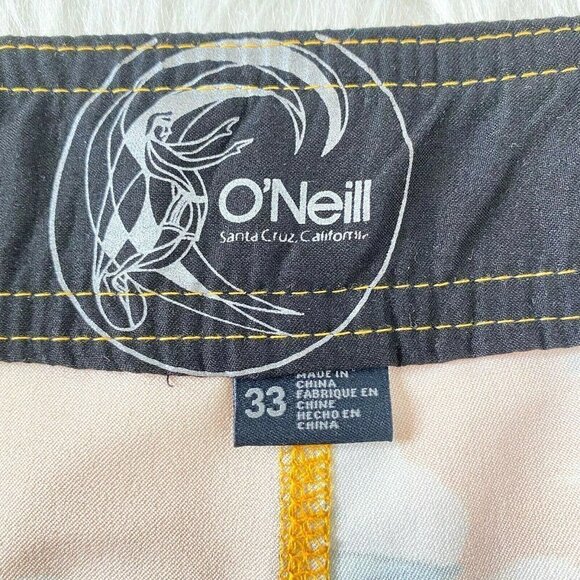 O'Neill
Santa Cruz, California
33
MADE IN
CHINA
FABRIQUE EN
CHINE
HECHO EN
CHINA